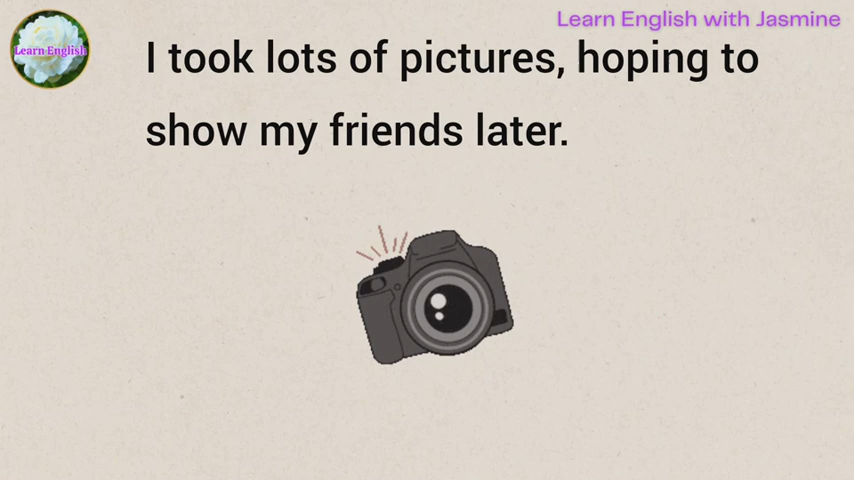 Learn English with Jasmine
Learn English
I took lots of pictures, hoping to
show my friends later.